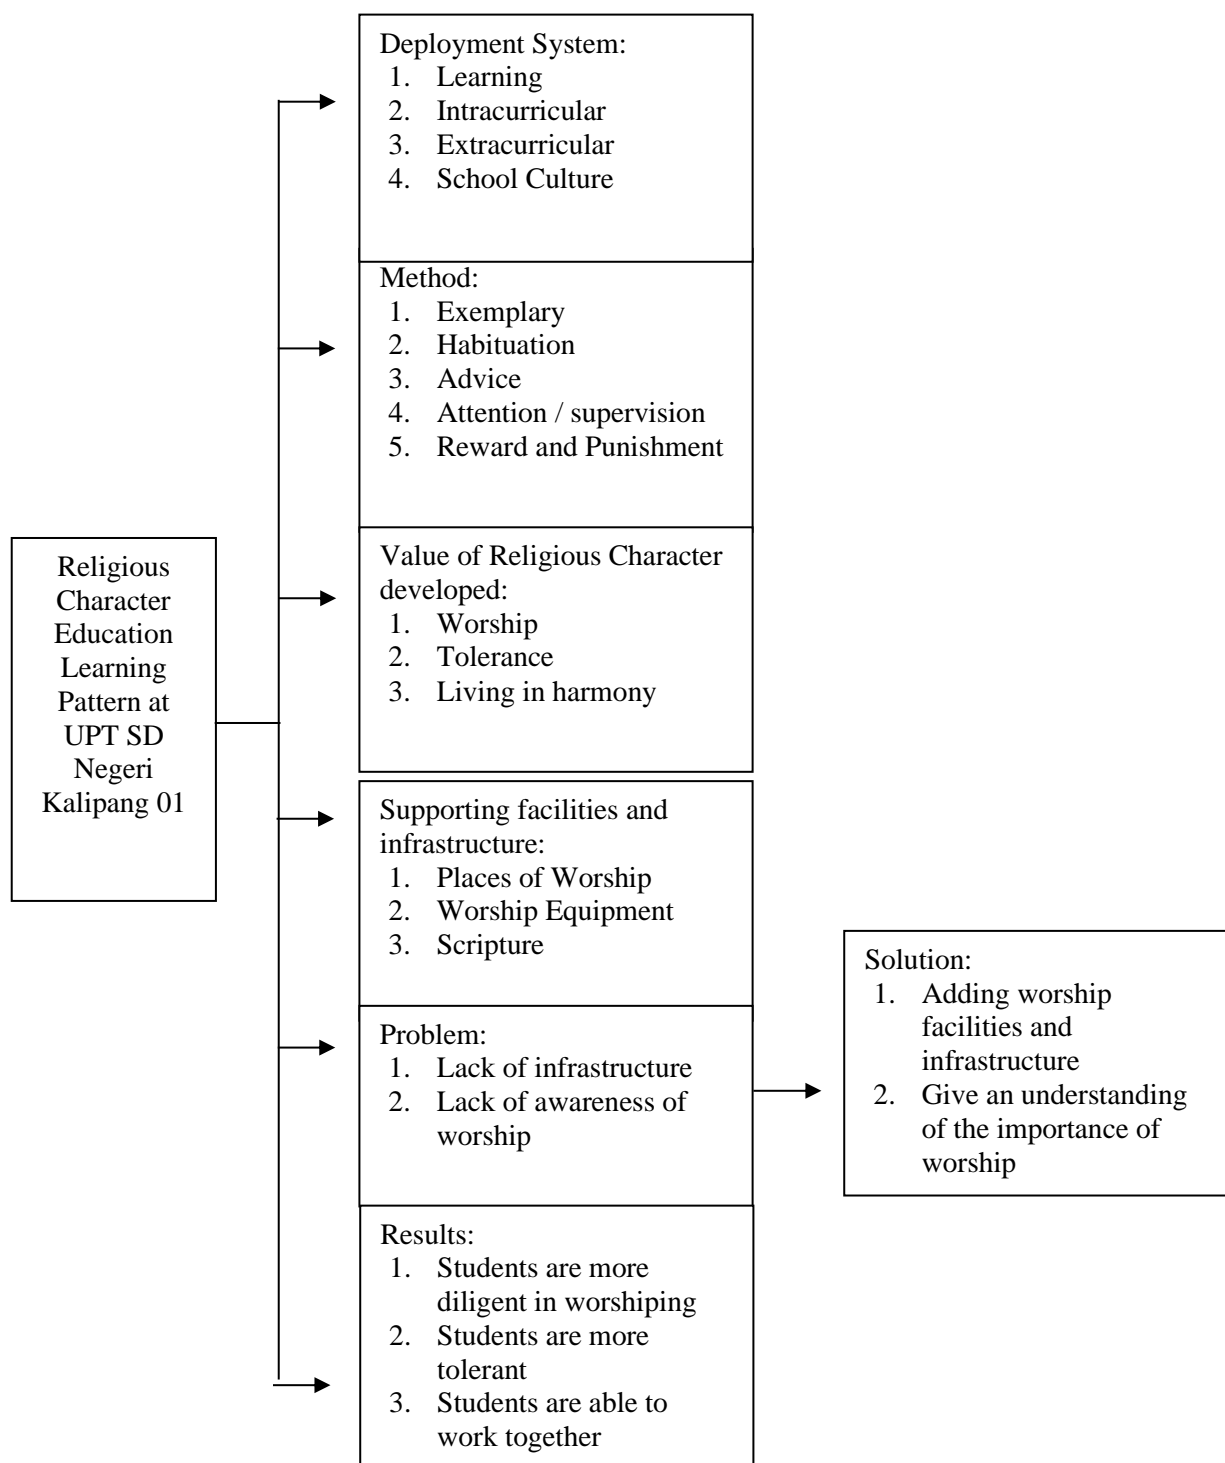 Religious
Character
Education
Learning
Pattern at
UPT SD
Negeri
Kalipang 01
Deployment System:
1. Learning
2. Intracurricular
3. Extracurricular
4. School Culture
Method:
1. Exemplary
2. Habituation
3. Advice
4. Attention / supervision
5. Reward and Punishment
Value of Religious Character
developed:
1. Worship
2. Tolerance
3. Living in harmony
Supporting facilities and
infrastructure:
1. Places of Worship
2. Worship Equipment
3. Scripture
Problem:
1. Lack of infrastructure
2. Lack of awareness of
worship
Solution:
1. Adding worship
facilities and
infrastructure
2. Give an understanding
of the importance of
worship
Results:
1. Students are more
diligent in worshiping
2. Students are more
tolerant
3. Students are able to
work together